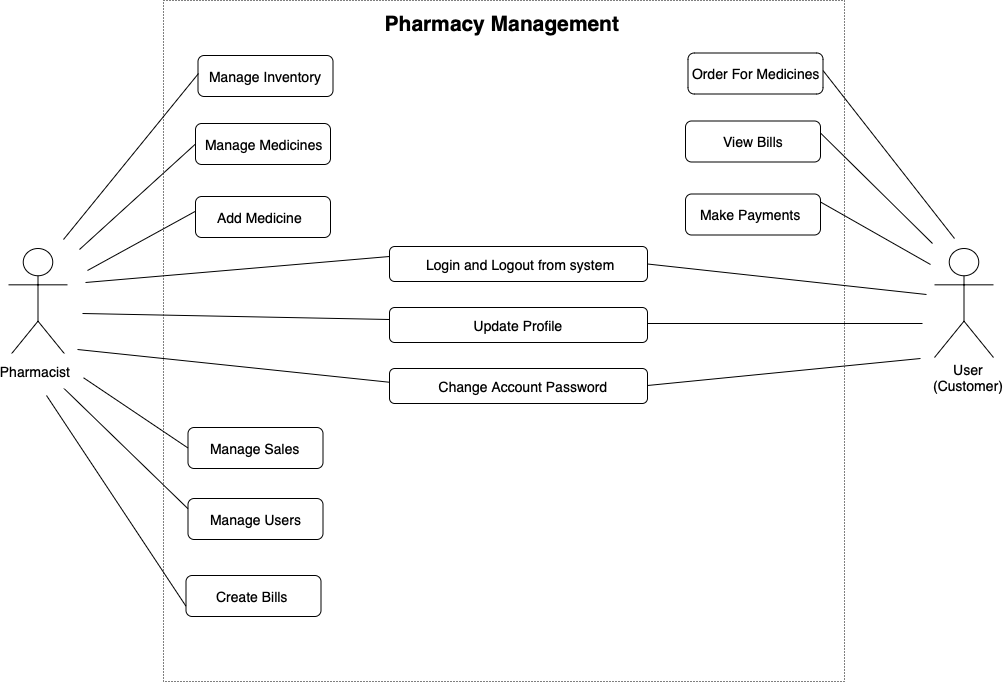 Pharmacy Management
Manage Inventory
Order For Medicines
Manage Medicines
View Bills
Add Medicine
Make Payments
Login and Logout from system
Update Profile
Pharmacist
User
(Customer)
Change Account Password
Manage Sales
Manage Users
Create Bills